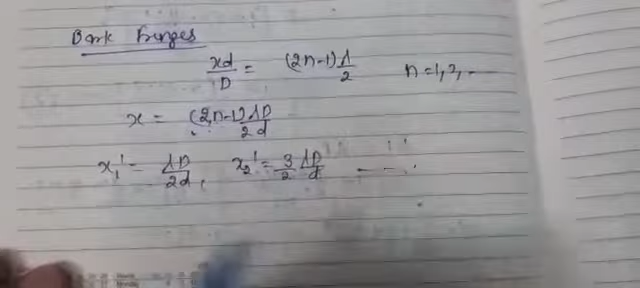 Dark Fringes
xd/D = (2n-1)λ/2 n=1,2,---
x = (2n-1)λD/2d
x₁' = λD/2d, x₂' = 3/2 λD/d ----